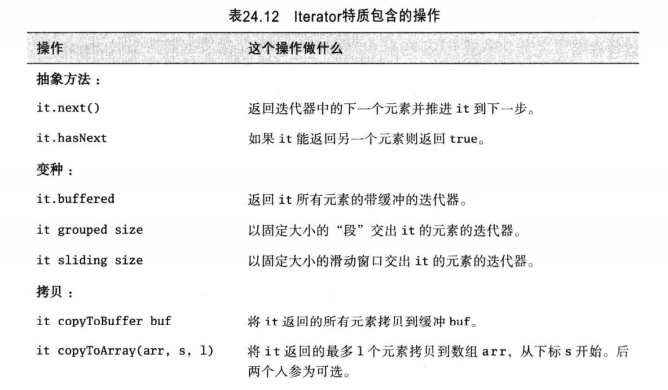 表24.12 Iterator特质包含的操作
操作 这个操作做什么
抽象方法：
it.next() 返回迭代器中的下一个元素并推进 it 到下一步。
it.hasNext 如果 it 能返回另一个元素则返回 true。
变种：
it.buffered 返回 it 所有元素的带缓冲的迭代器。
it grouped size 以固定大小的“段”交出 it 的元素的迭代器。
it sliding size 以固定大小的滑动窗口交出 it 的元素的迭代器。
拷贝：
it copyToBuffer buf 将 it 返回的所有元素拷贝到缓冲 buf。
it copyToArray(arr, s, l) 将 it 返回的最多 l 个元素拷贝到数组 arr，从下标 s 开始。后
两个入参为可选。